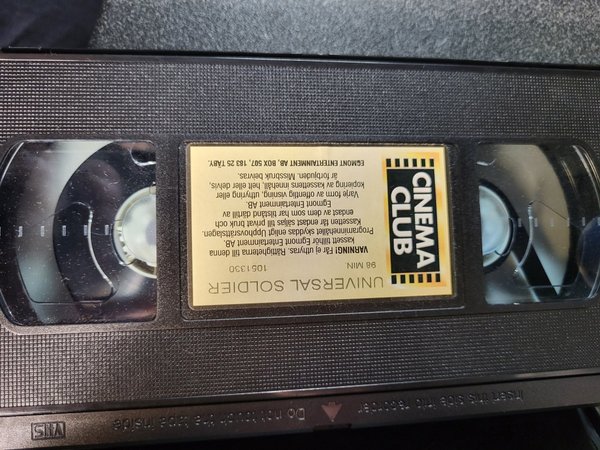 UNIVERSAL SOLDIER
98 MIN. 1051330
VARNING! Får ej uthyras. Rättigheterna till denna
kassett tillhör Egmont Entertainment AB.
Programinnehållet skyddas enligt Upphovsrättslagen.
Kassetten får endast säljas för privat bruk och
endast av dem som har bistånd därtill av
Egmont Entertainment AB.
Varje form av offentlig visning, uthyrning eller
kopiering av kassettens innehåll, helt eller delvis,
är förbjuden. Missbruk beivras.
EGMONT ENTERTAINMENT AB, BOX 507, 183 25 TÄBY.
CINEMA
CLUB
Insert this side into recorder
Do not touch the tape inside
VHS